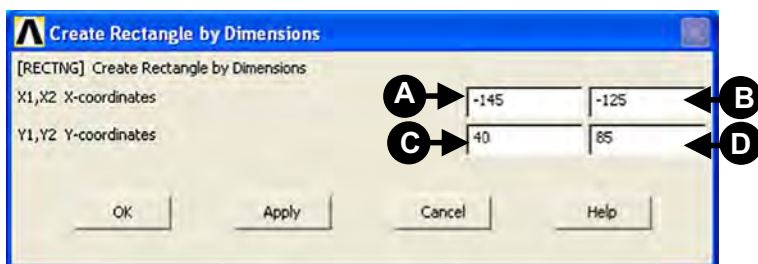 Create Rectangle by Dimensions
[RECTNG] Create Rectangle by Dimensions
X1,X2 X-coordinates A -145 -125 B
Y1,Y2 Y-coordinates C 40 85 D
OK Apply Cancel Help